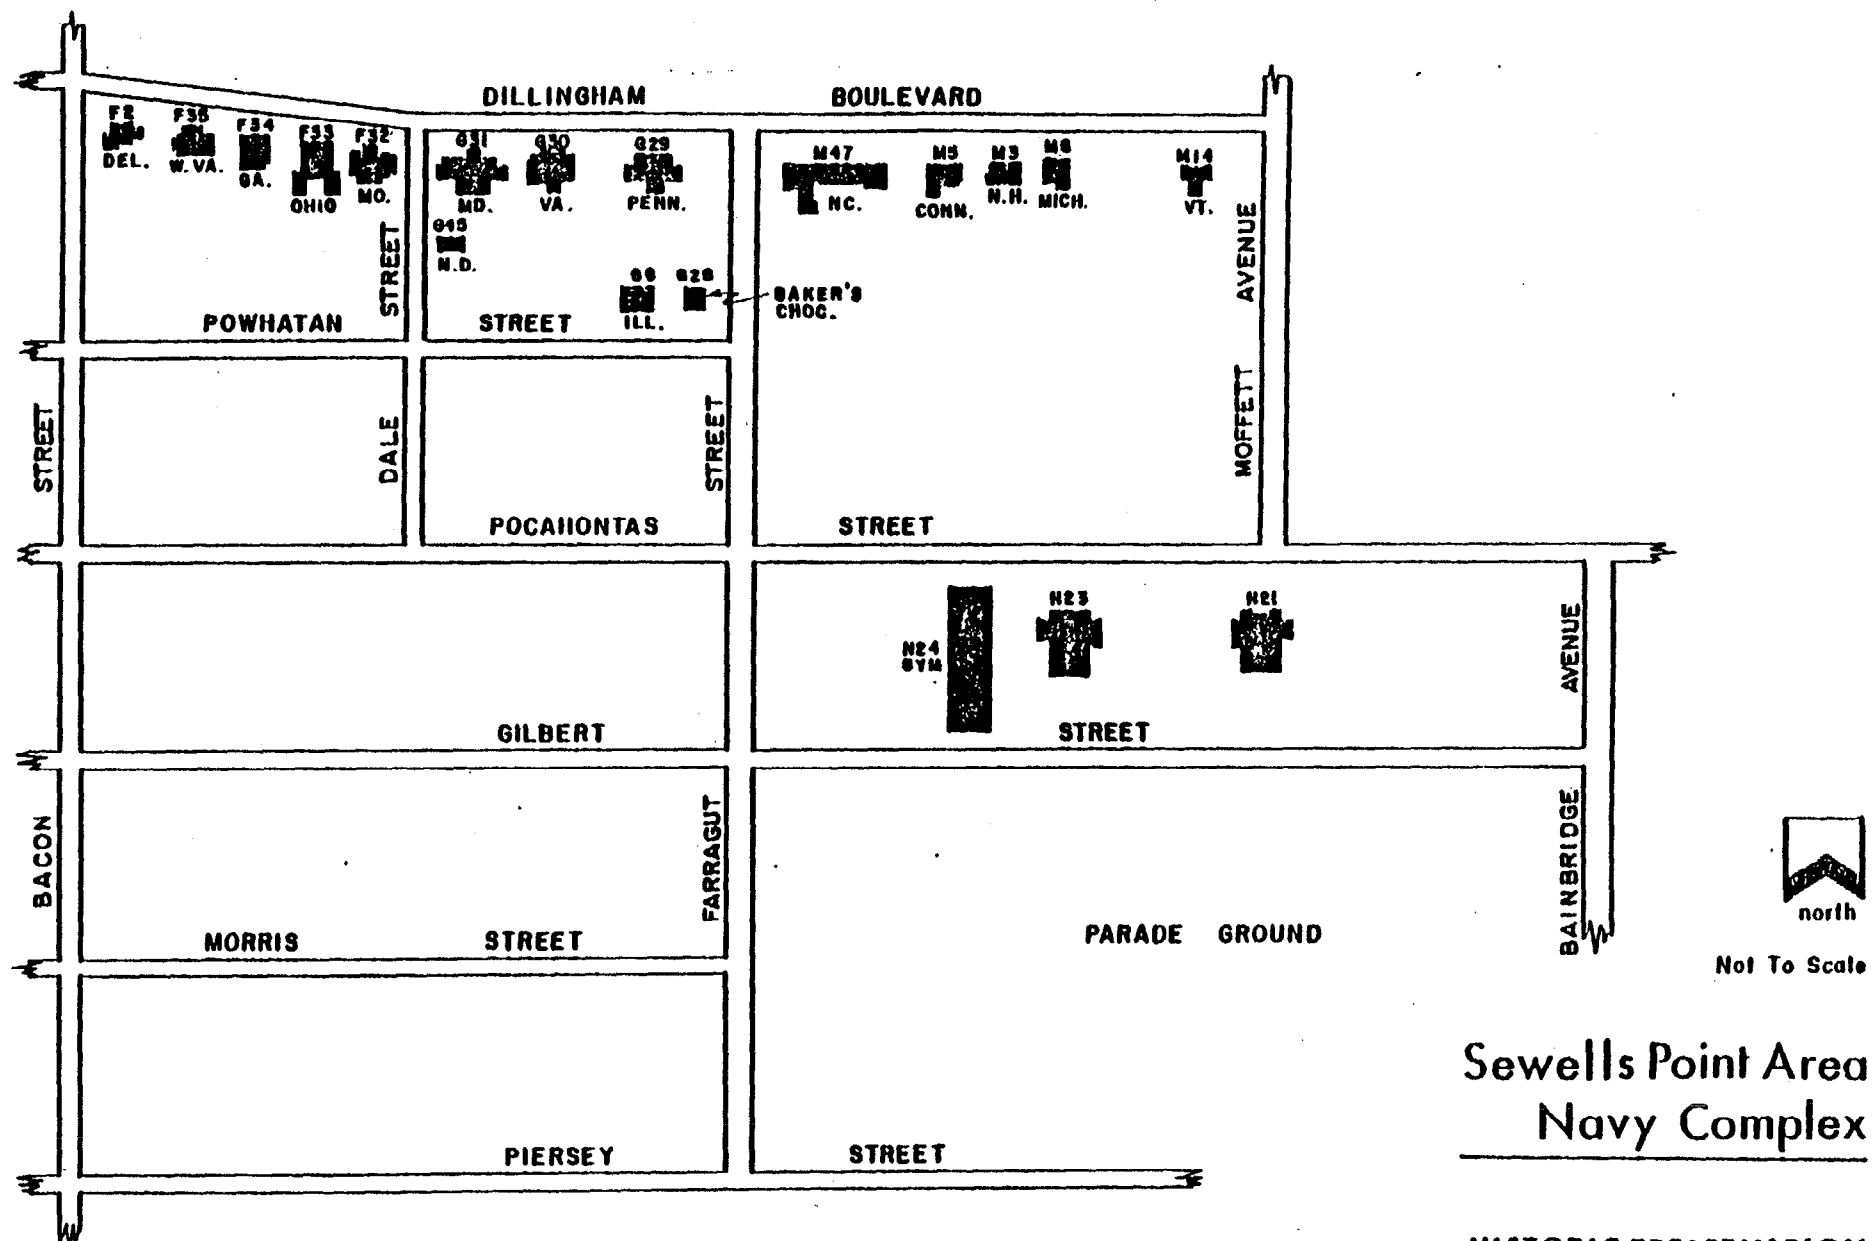 DILLINGHAM BOULEVARD
F2
DEL.
F35
W.VA.
F34
GA.
F33
OHIO
F32
MO.
G31
MD.
G30
VA.
G29
PENN.
M47
NC.
M5
CONN.
M3
N.H.
M6
MICH.
M14
VT.
G45
N.D.
G6
ILL.
G28
BAKER'S
CHOC.
POWHATAN STREET
DALE STREET
MOFFETT AVENUE
POCAHONTAS STREET
N24
GYM
N23
N21
GILBERT STREET
BACON STREET
FARRAGUT STREET
BAINBRIDGE AVENUE
MORRIS STREET
PARADE GROUND
PIERSEY STREET
north
Not To Scale
Sewells Point Area
Navy Complex